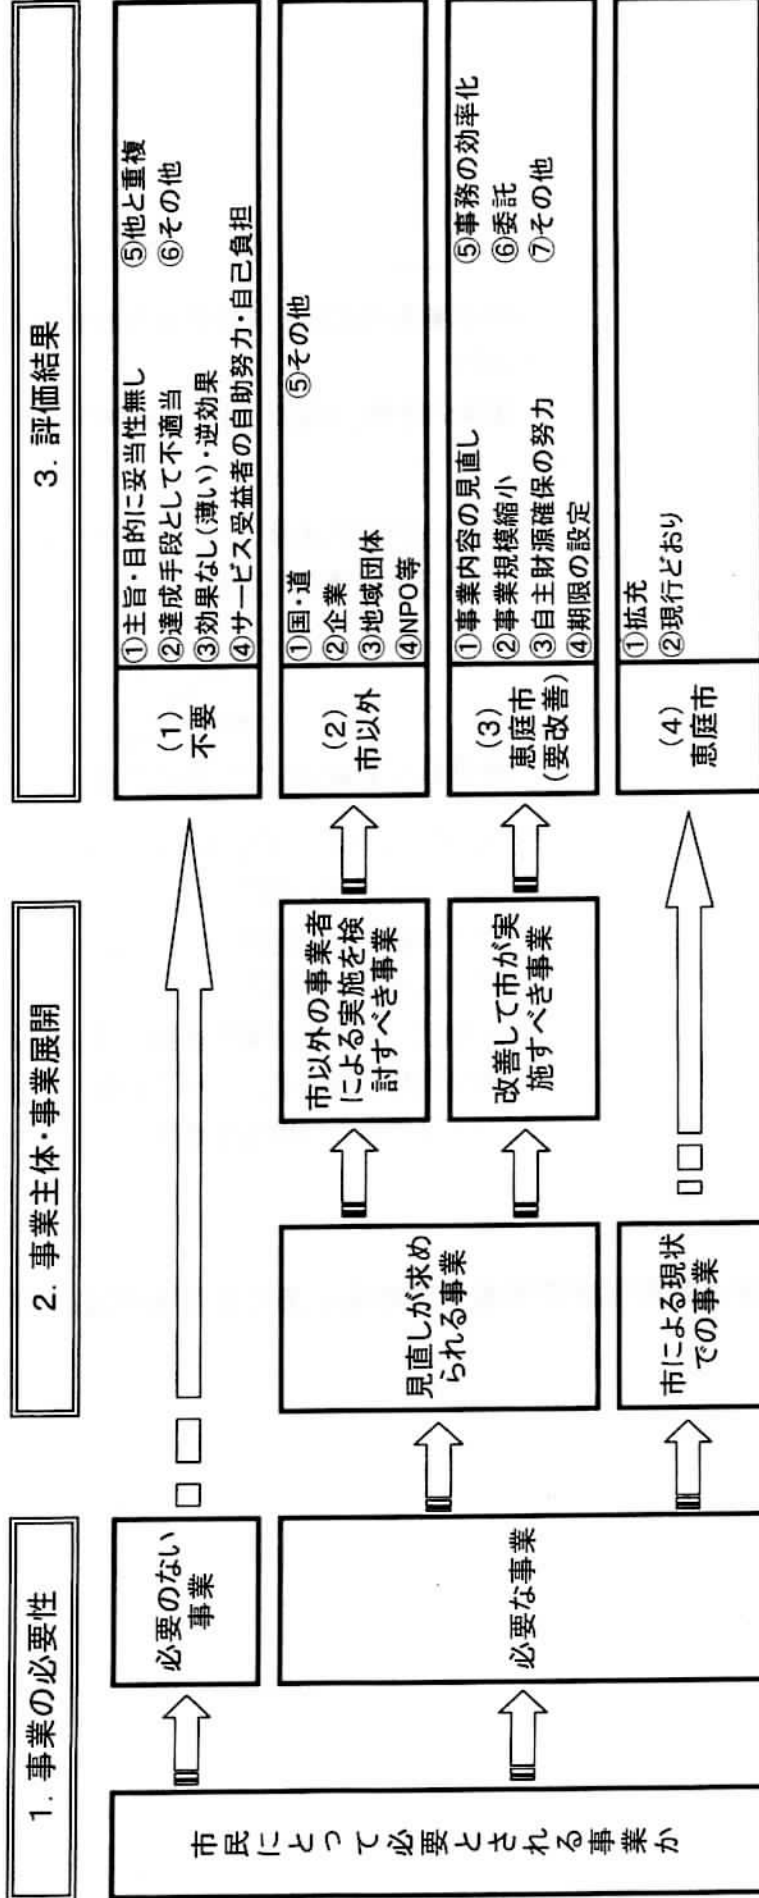 1. 事業の必要性
2. 事業主体・事業展開
3. 評価結果
市民にとって必要とされる事業か
必要のない
事業
(1)
不要
①主旨・目的に妥当性無し
②達成手段として不適当
③効果なし(薄い)・逆効果
④サービス受益者の自助努力・自己負担
⑤他と重複
⑥その他
必要な事業
見直しが求め
られる事業
市以外の事業者
による実施を検
討すべき事業
(2)
市以外
①国・道
②企業
③地域団体
④NPO等
⑤その他
改善して市が実
施すべき事業
(3)
恵庭市
(要改善)
①事業内容の見直し
②事業規模縮小
③自主財源確保の努力
④期限の設定
⑤事務の効率化
⑥委託
⑦その他
市による現状
での事業
(4)
恵庭市
①拡充
②現行どおり